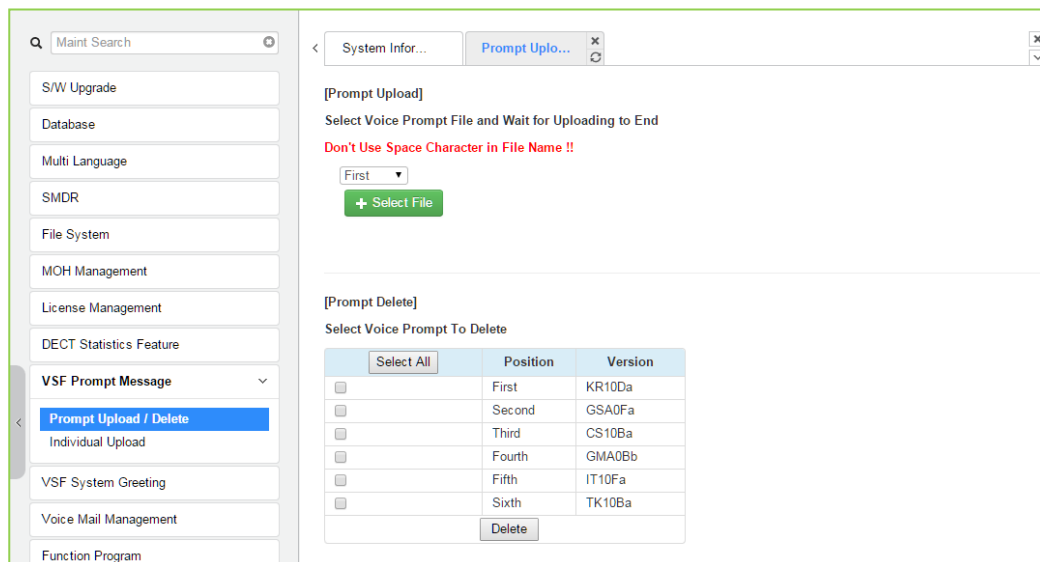 Maint Search
S/W Upgrade
Database
Multi Language
SMDR
File System
MOH Management
License Management
DECT Statistics Feature
VSF Prompt Message
Prompt Upload / Delete
Individual Upload
VSF System Greeting
Voice Mail Management
Function Program
System Infor... Prompt Uplo...
[Prompt Upload]
Select Voice Prompt File and Wait for Uploading to End
Don't Use Space Character in File Name !!
First
+ Select File
[Prompt Delete]
Select Voice Prompt To Delete
Select All Position Version
First KR10Da
Second GSA0Fa
Third CS10Ba
Fourth GMA0Bb
Fifth IT10Fa
Sixth TK10Ba
Delete